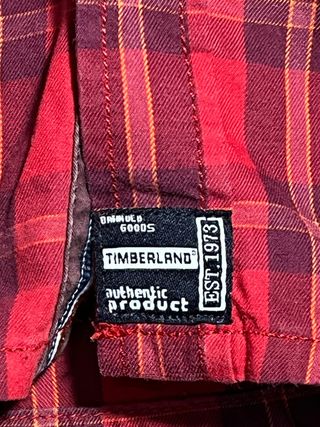 BRANDED
GOODS
TIMBERLAND®
authentic
product
EST. 1973